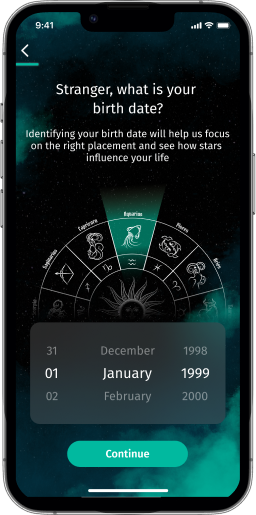 9:41
Stranger, what is your
birth date?
Identifying your birth date will help us focus
on the right placement and see how stars
influence your life
Sagittarius
Capricorn
Aquarius
Pisces
Aries
31 December 1998
01 January 1999
02 February 2000
Continue